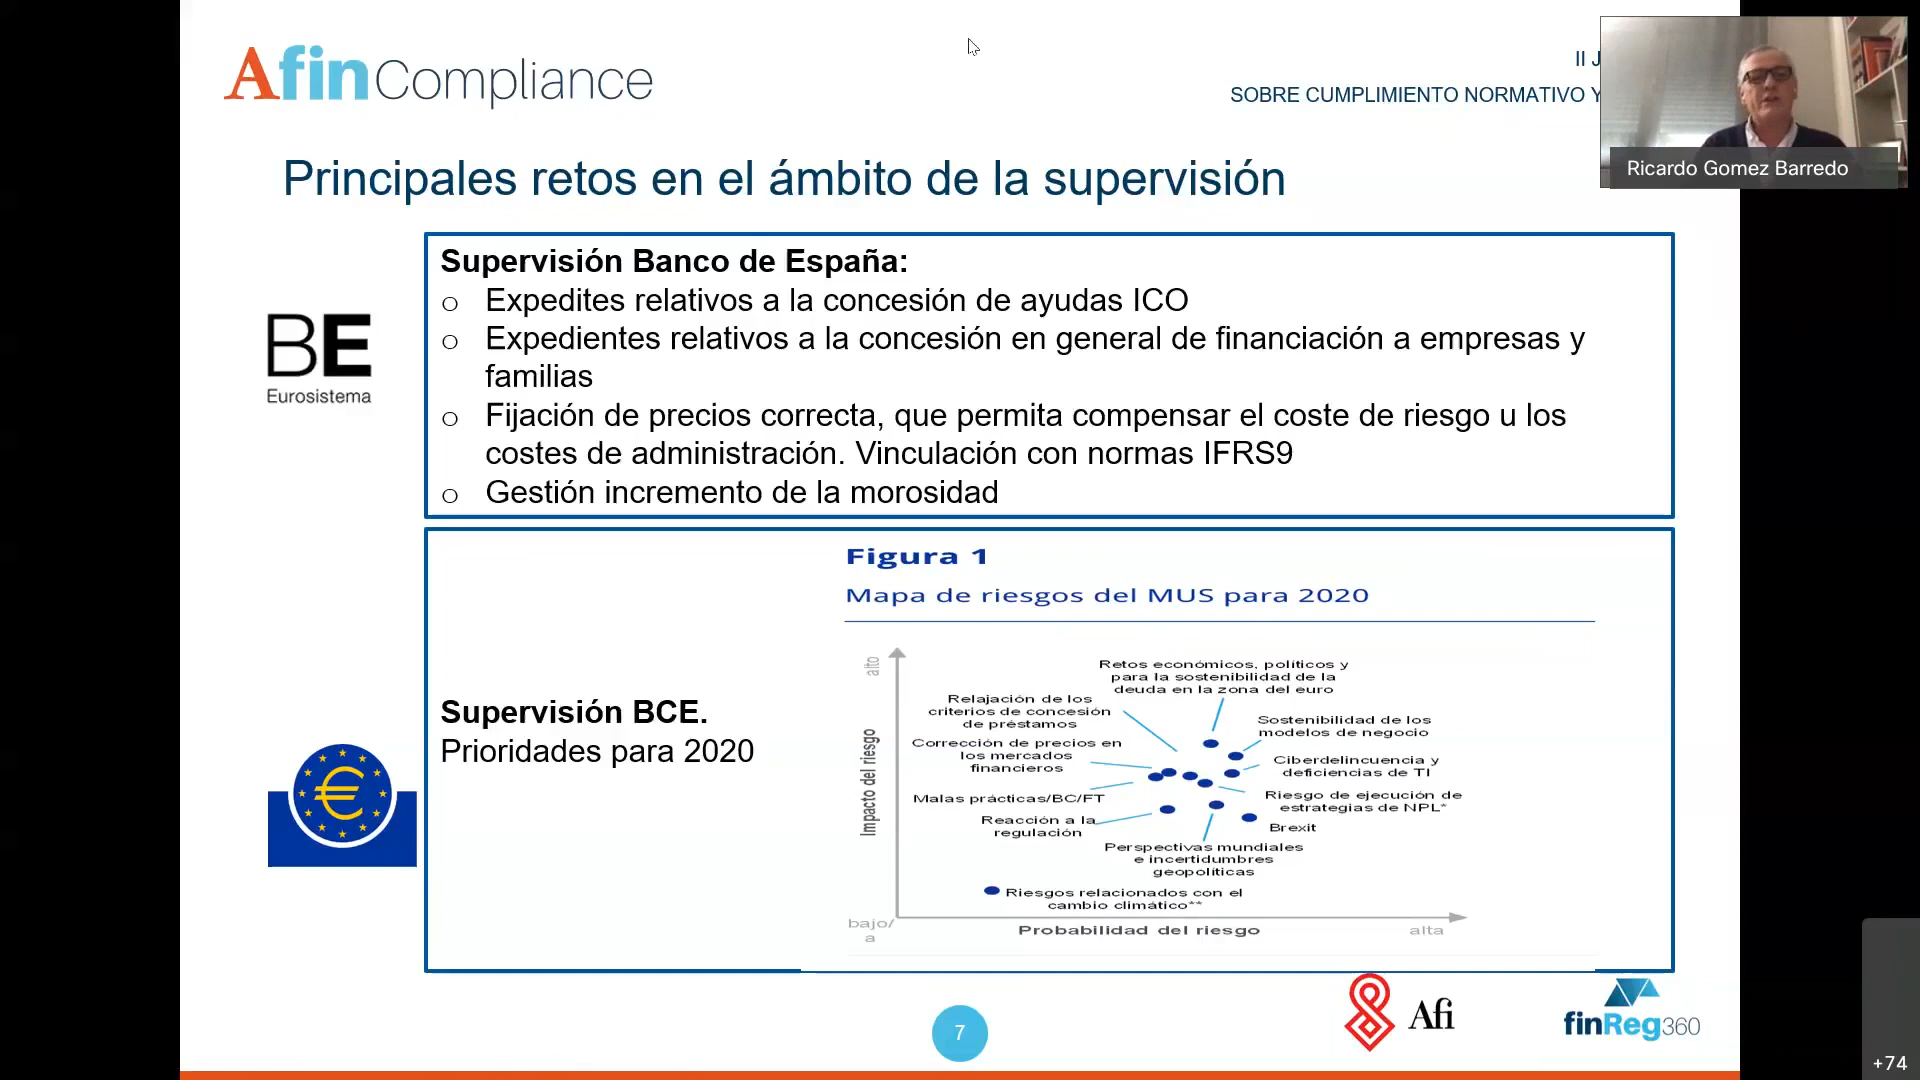 Afin Compliance
II J
SOBRE CUMPLIMIENTO NORMATIVO Y
Ricardo Gomez Barredo
Principales retos en el ámbito de la supervisión
BE
Eurosistema
Supervisión Banco de España:
o Expedites relativos a la concesión de ayudas ICO
o Expedientes relativos a la concesión en general de financiación a empresas y
familias
o Fijación de precios correcta, que permita compensar el coste de riesgo u los
costes de administración. Vinculación con normas IFRS9
o Gestión incremento de la morosidad
Supervisión BCE.
Prioridades para 2020
Figura 1
Mapa de riesgos del MUS para 2020
alto
Impacto del riesgo
Retos económicos, políticos y
para la sostenibilidad de la
deuda en la zona del euro
Relajación de los
criterios de concesión
de préstamos
Sostenibilidad de los
modelos de negocio
Corrección de precios en
los mercados
financieros
Ciberdelincuencia y
deficiencias de TI
Malas prácticas/BC/FT
Riesgo de ejecución de
estrategias de NPL*
Reacción a la
regulación
Brexit
Perspectivas mundiales
e incertidumbres
geopolíticas
Riesgos relacionados con el
cambio climático**
bajo/
a
Probabilidad del riesgo
alta
€
7
Afi
finReg360
+74